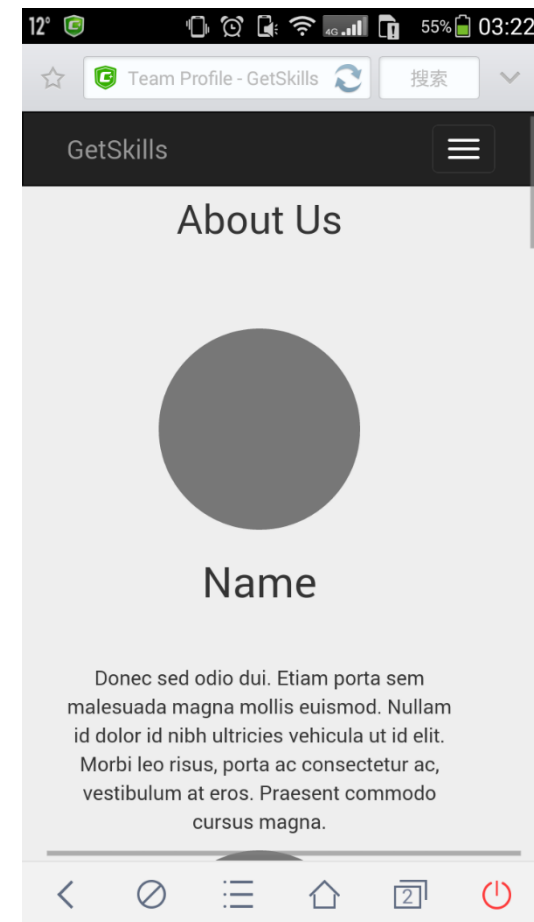 12°
4G
55%
03:22
Team Profile - GetSkills
搜索
GetSkills
About Us
Name
Donec sed odio dui. Etiam porta sem
malesuada magna mollis euismod. Nullam
id dolor id nibh ultricies vehicula ut id elit.
Morbi leo risus, porta ac consectetur ac,
vestibulum at eros. Praesent commodo
cursus magna.
2